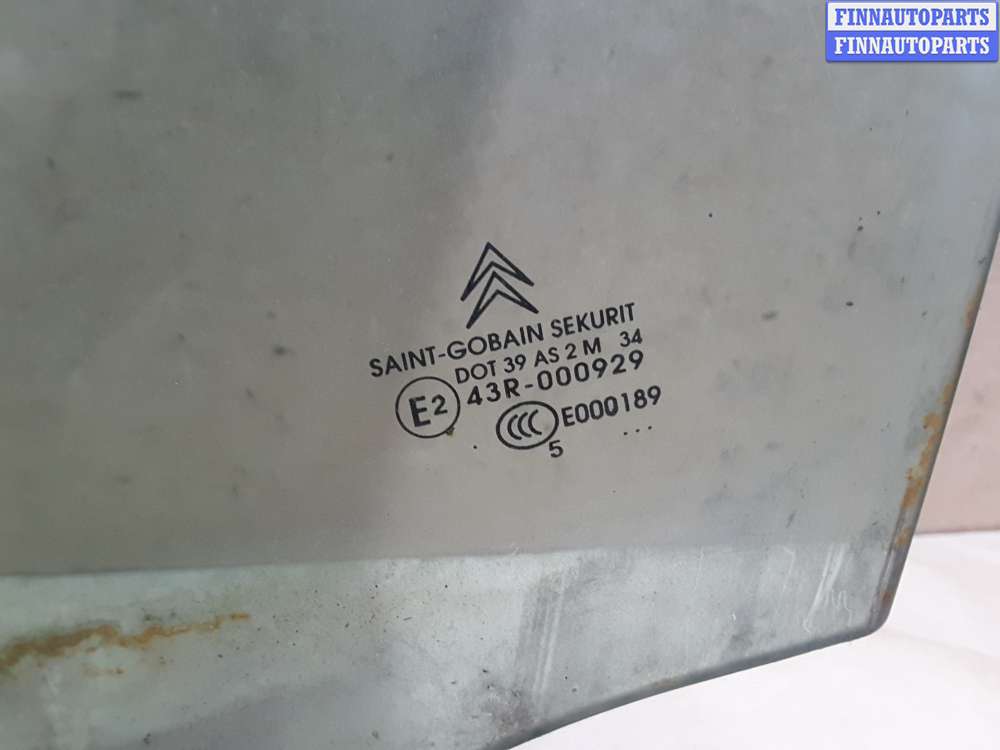 FINNAUTOPARTS
FINNAUTOPARTS
SAINT-GOBAIN SEKURIT
DOT 39 AS 2 M 34
E2 43R-000929
CCC E000189
5 ...